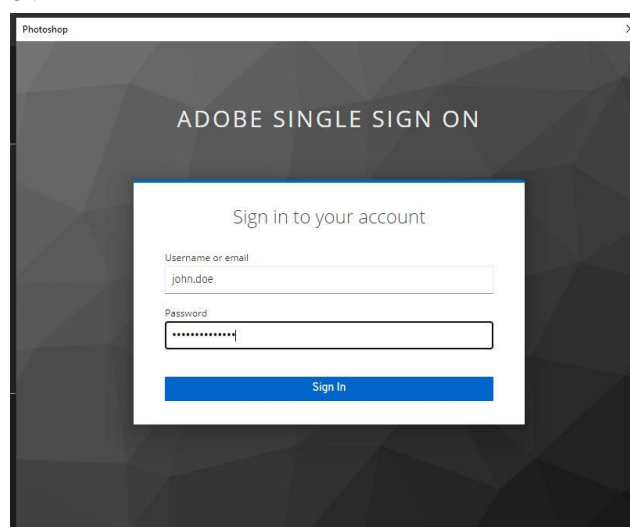 Photoshop
ADOBE SINGLE SIGN ON
Sign in to your account
Username or email
john.doe
Password
••••••••••••••
Sign In